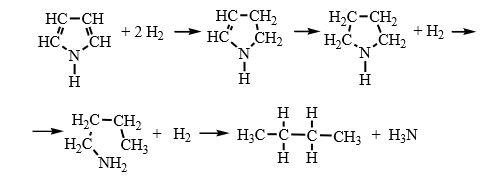 HC–CH HC–CH₂ H₂C–CH₂
HC CH + 2 H₂ → HC CH₂ → H₂C CH₂ + H₂ →
N N N
H H H
H H
H₂C–CH₂
→ H₂C CH₃ + H₂ → H₃C–C–C–CH₃ + H₃N
NH₂ H H